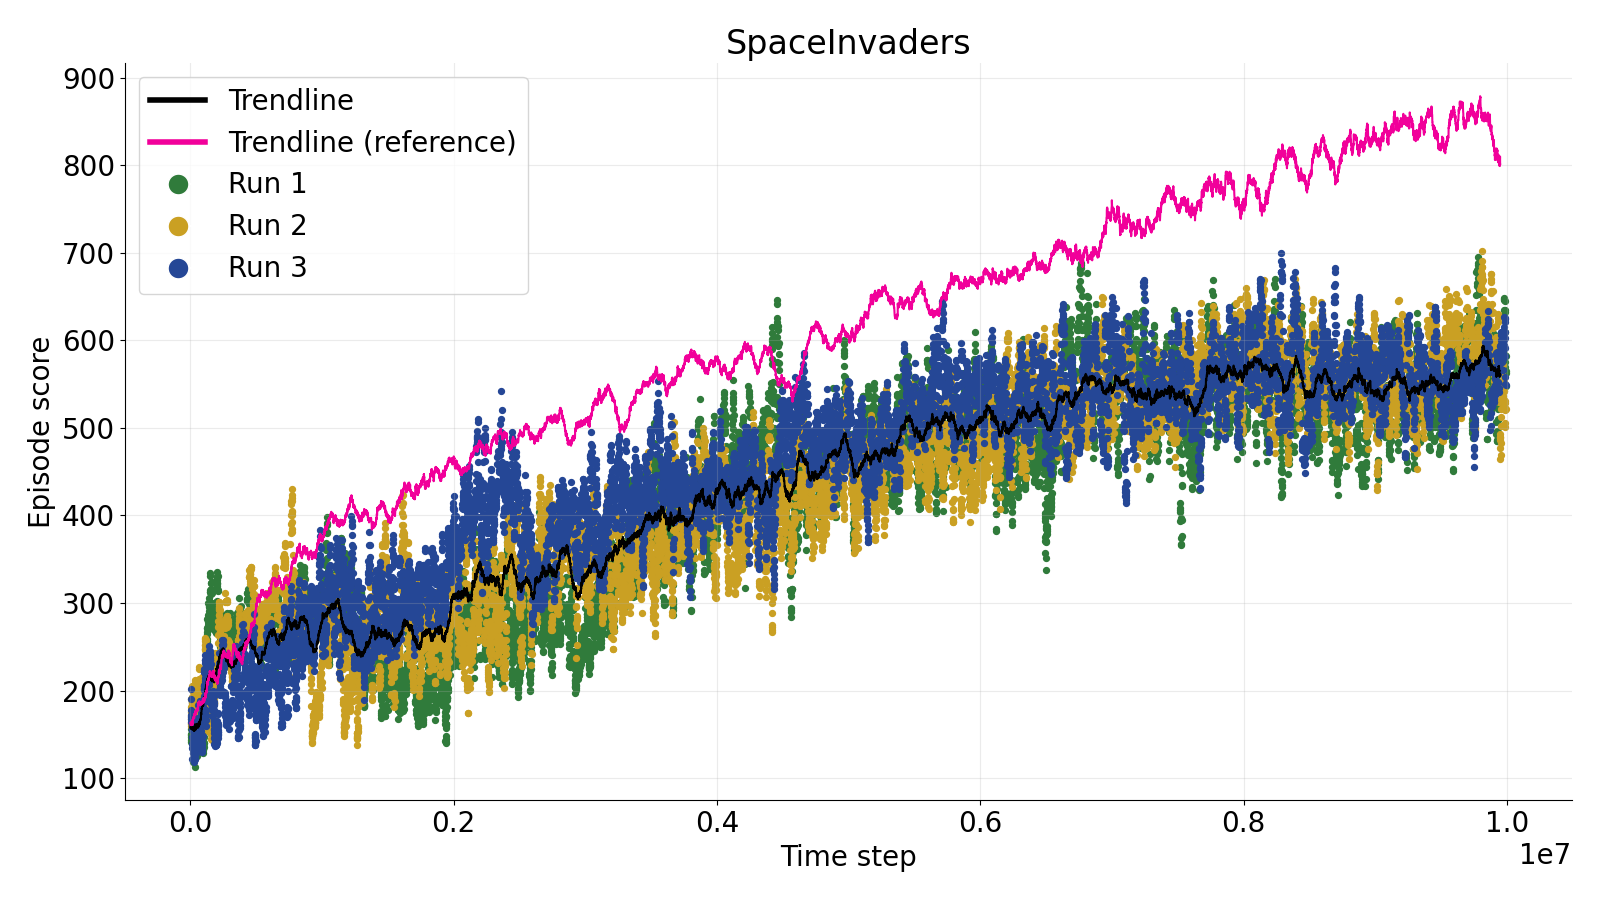 SpaceInvaders
Trendline
Trendline (reference)
Run 1
Run 2
Run 3
900
800
700
600
500
400
300
200
100
Episode score
0.0 0.2 0.4 0.6 0.8 1.0
1e7
Time step